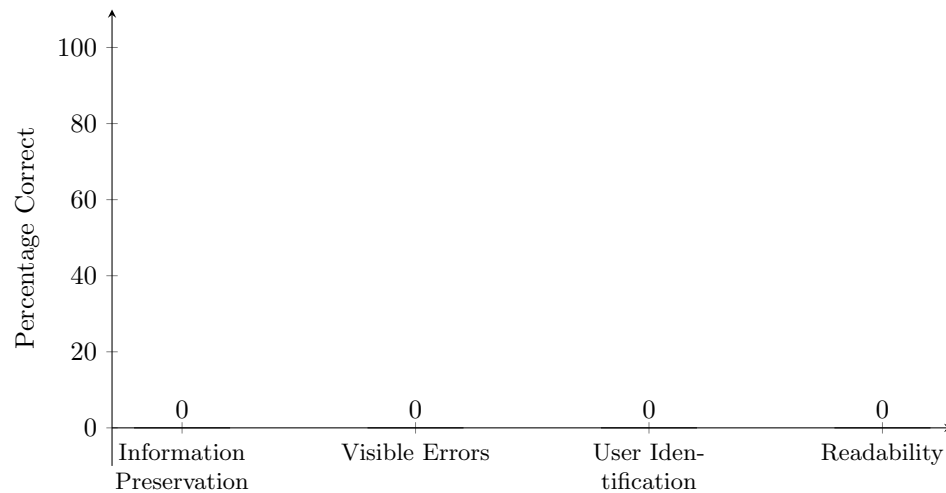 Percentage Correct
100
80
60
40
20
0
0
0
0
0
Information
Preservation
Visible Errors
User Iden-
tification
Readability